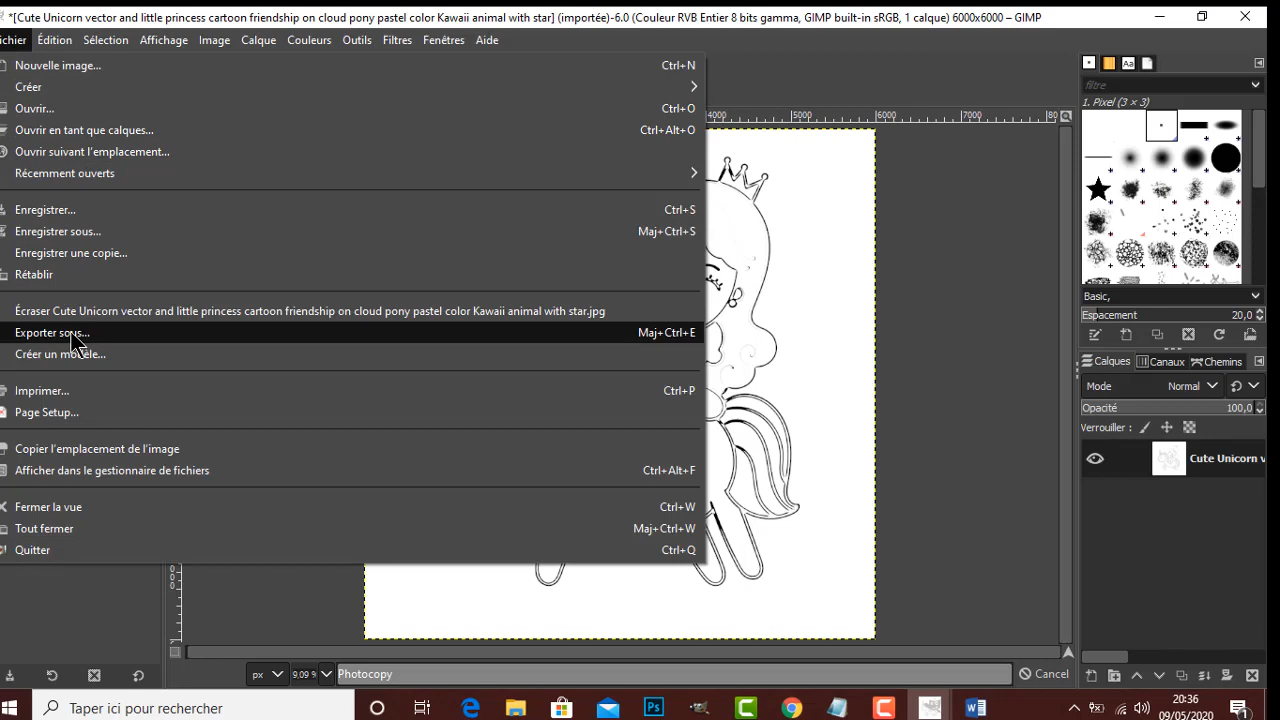 *[Cute Unicorn vector and little princess cartoon friendship on cloud pony pastel color Kawaii animal with star] (importée)-6.0 (Couleur RVB Entier 8 bits gamma, GIMP built-in sRGB, 1 calque) 6000x6000 – GIMP
ichier Édition Sélection Affichage Image Calque Couleurs Outils Filtres Fenêtres Aide
Nouvelle image... Ctrl+N
Créer
Ouvrir... Ctrl+O
Ouvrir en tant que calques... Ctrl+Alt+O
Ouvrir suivant l'emplacement...
Récemment ouverts
Enregistrer... Ctrl+S
Enregistrer sous... Maj+Ctrl+S
Enregistrer une copie...
Rétablir
Écraser Cute Unicorn vector and little princess cartoon friendship on cloud pony pastel color Kawaii animal with star.jpg
Exporter sous... Maj+Ctrl+E
Créer un modèle...
Imprimer... Ctrl+P
Page Setup...
Copier l'emplacement de l'image
Afficher dans le gestionnaire de fichiers Ctrl+Alt+F
Fermer la vue Ctrl+W
Tout fermer Maj+Ctrl+W
Quitter Ctrl+Q
4000 5000 6000 7000 80
filtre
1. Pixel (3 × 3)
Basic,
Espacement 20,0
Calques Canaux Chemins
Mode Normal
Opacité 100,0
Verrouiller :
Cute Unicorn v
px 9.09 % Photocopy Cancel
Taper ici pour rechercher
20:36
09/05/2020